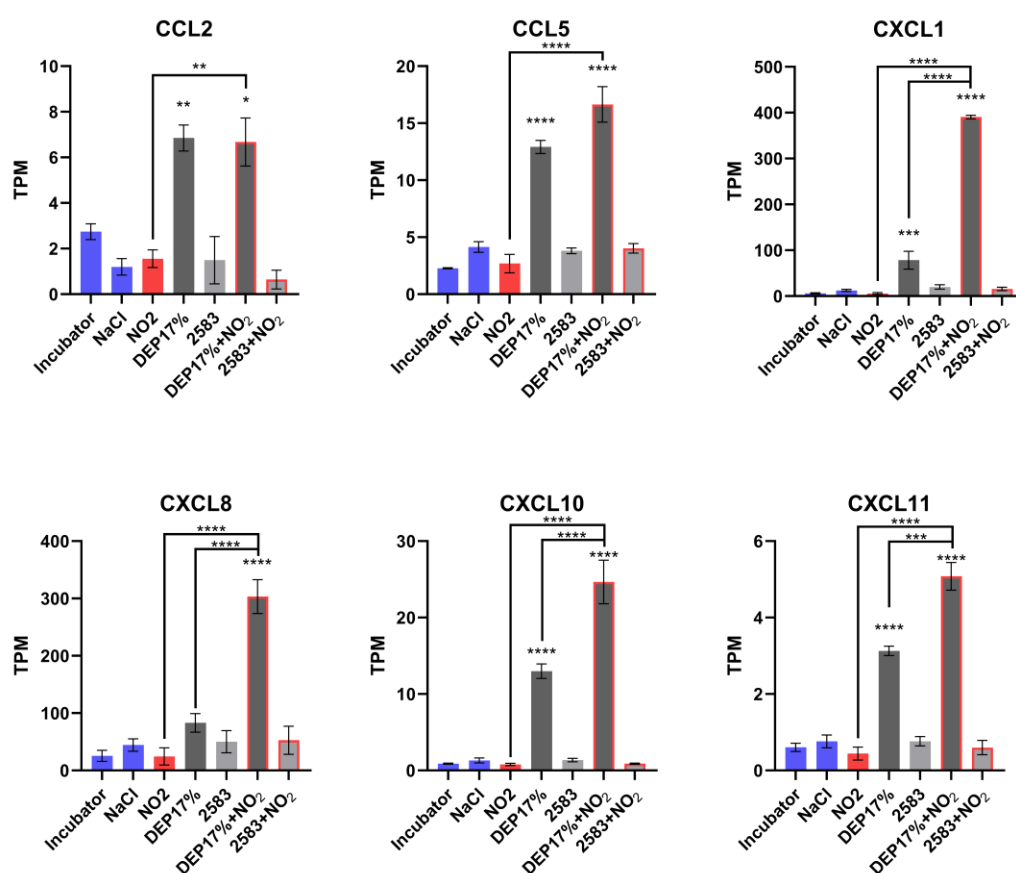 CCL2
TPM
10
8
6
4
2
0
**
**
*
Incubator
NaCl
NO2
DEP17%
2583
DEP17%+NO₂
2583+NO₂
CCL5
TPM
20
15
10
5
0
****
****
****
Incubator
NaCl
NO2
DEP17%
2583
DEP17%+NO₂
2583+NO₂
CXCL1
TPM
500
400
300
200
100
0
****
****
****
***
Incubator
NaCl
NO2
DEP17%
2583
DEP17%+NO₂
2583+NO₂
CXCL8
TPM
400
300
200
100
0
****
****
****
Incubator
NaCl
NO2
DEP17%
2583
DEP17%+NO₂
2583+NO₂
CXCL10
TPM
30
20
10
0
****
****
****
****
Incubator
NaCl
NO2
DEP17%
2583
DEP17%+NO₂
2583+NO₂
CXCL11
TPM
6
4
2
0
****
***
****
****
Incubator
NaCl
NO2
DEP17%
2583
DEP17%+NO₂
2583+NO₂